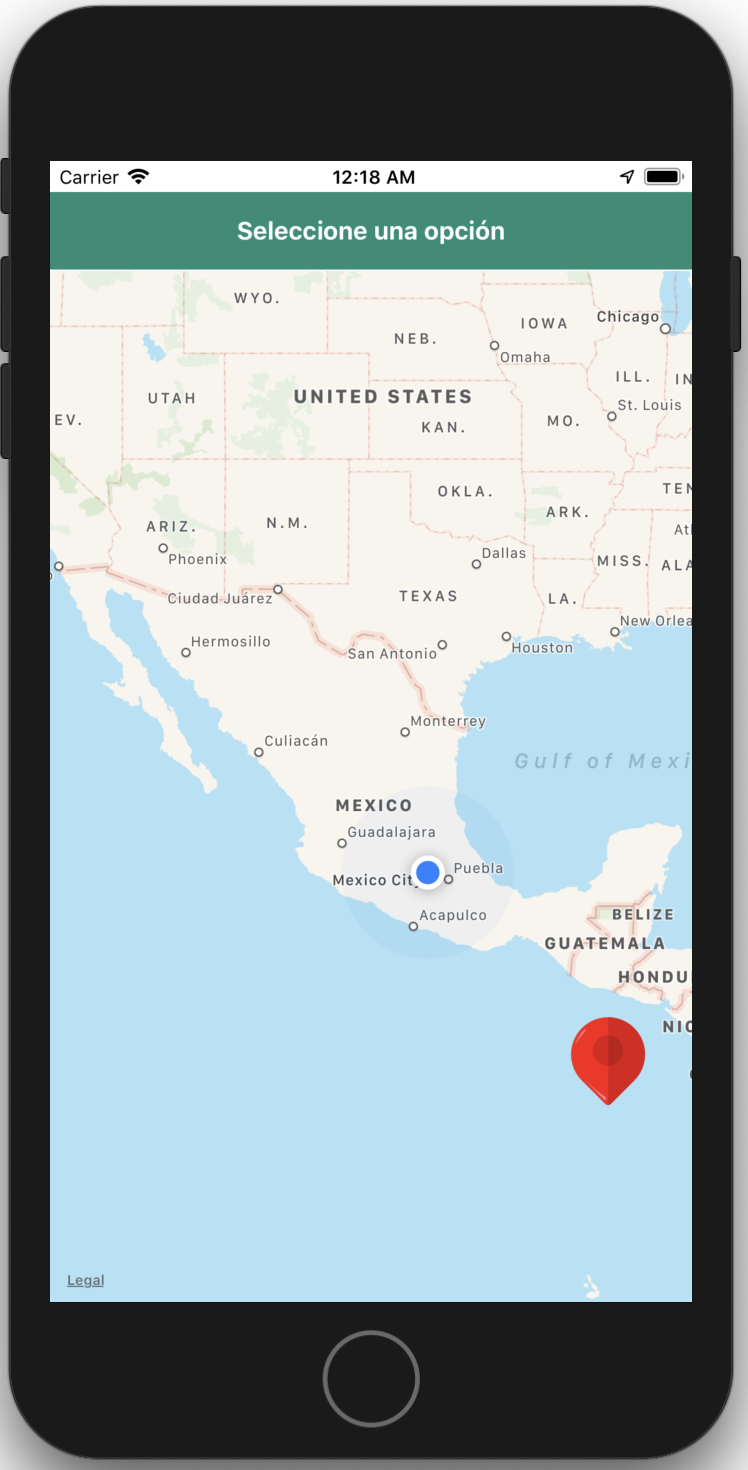 Carrier 12:18 AM
Seleccione una opción
WYO.
Chicago
IOWA
NEB.
Omaha
ILL.
IN
UTAH
UNITED STATES
St. Louis
EV.
KAN.
MO.
OKLA.
TEN
ARK.
ARIZ.
N.M.
Atl
Phoenix
Dallas
MISS.
ALA
Ciudad Juárez
TEXAS
LA.
New Orlea
Hermosillo
San Antonio
Houston
Monterrey
Culiacán
Gulf of Mexi
MEXICO
Guadalajara
Puebla
Mexico City
Acapulco
BELIZE
GUATEMALA
HONDU
NIC
Legal